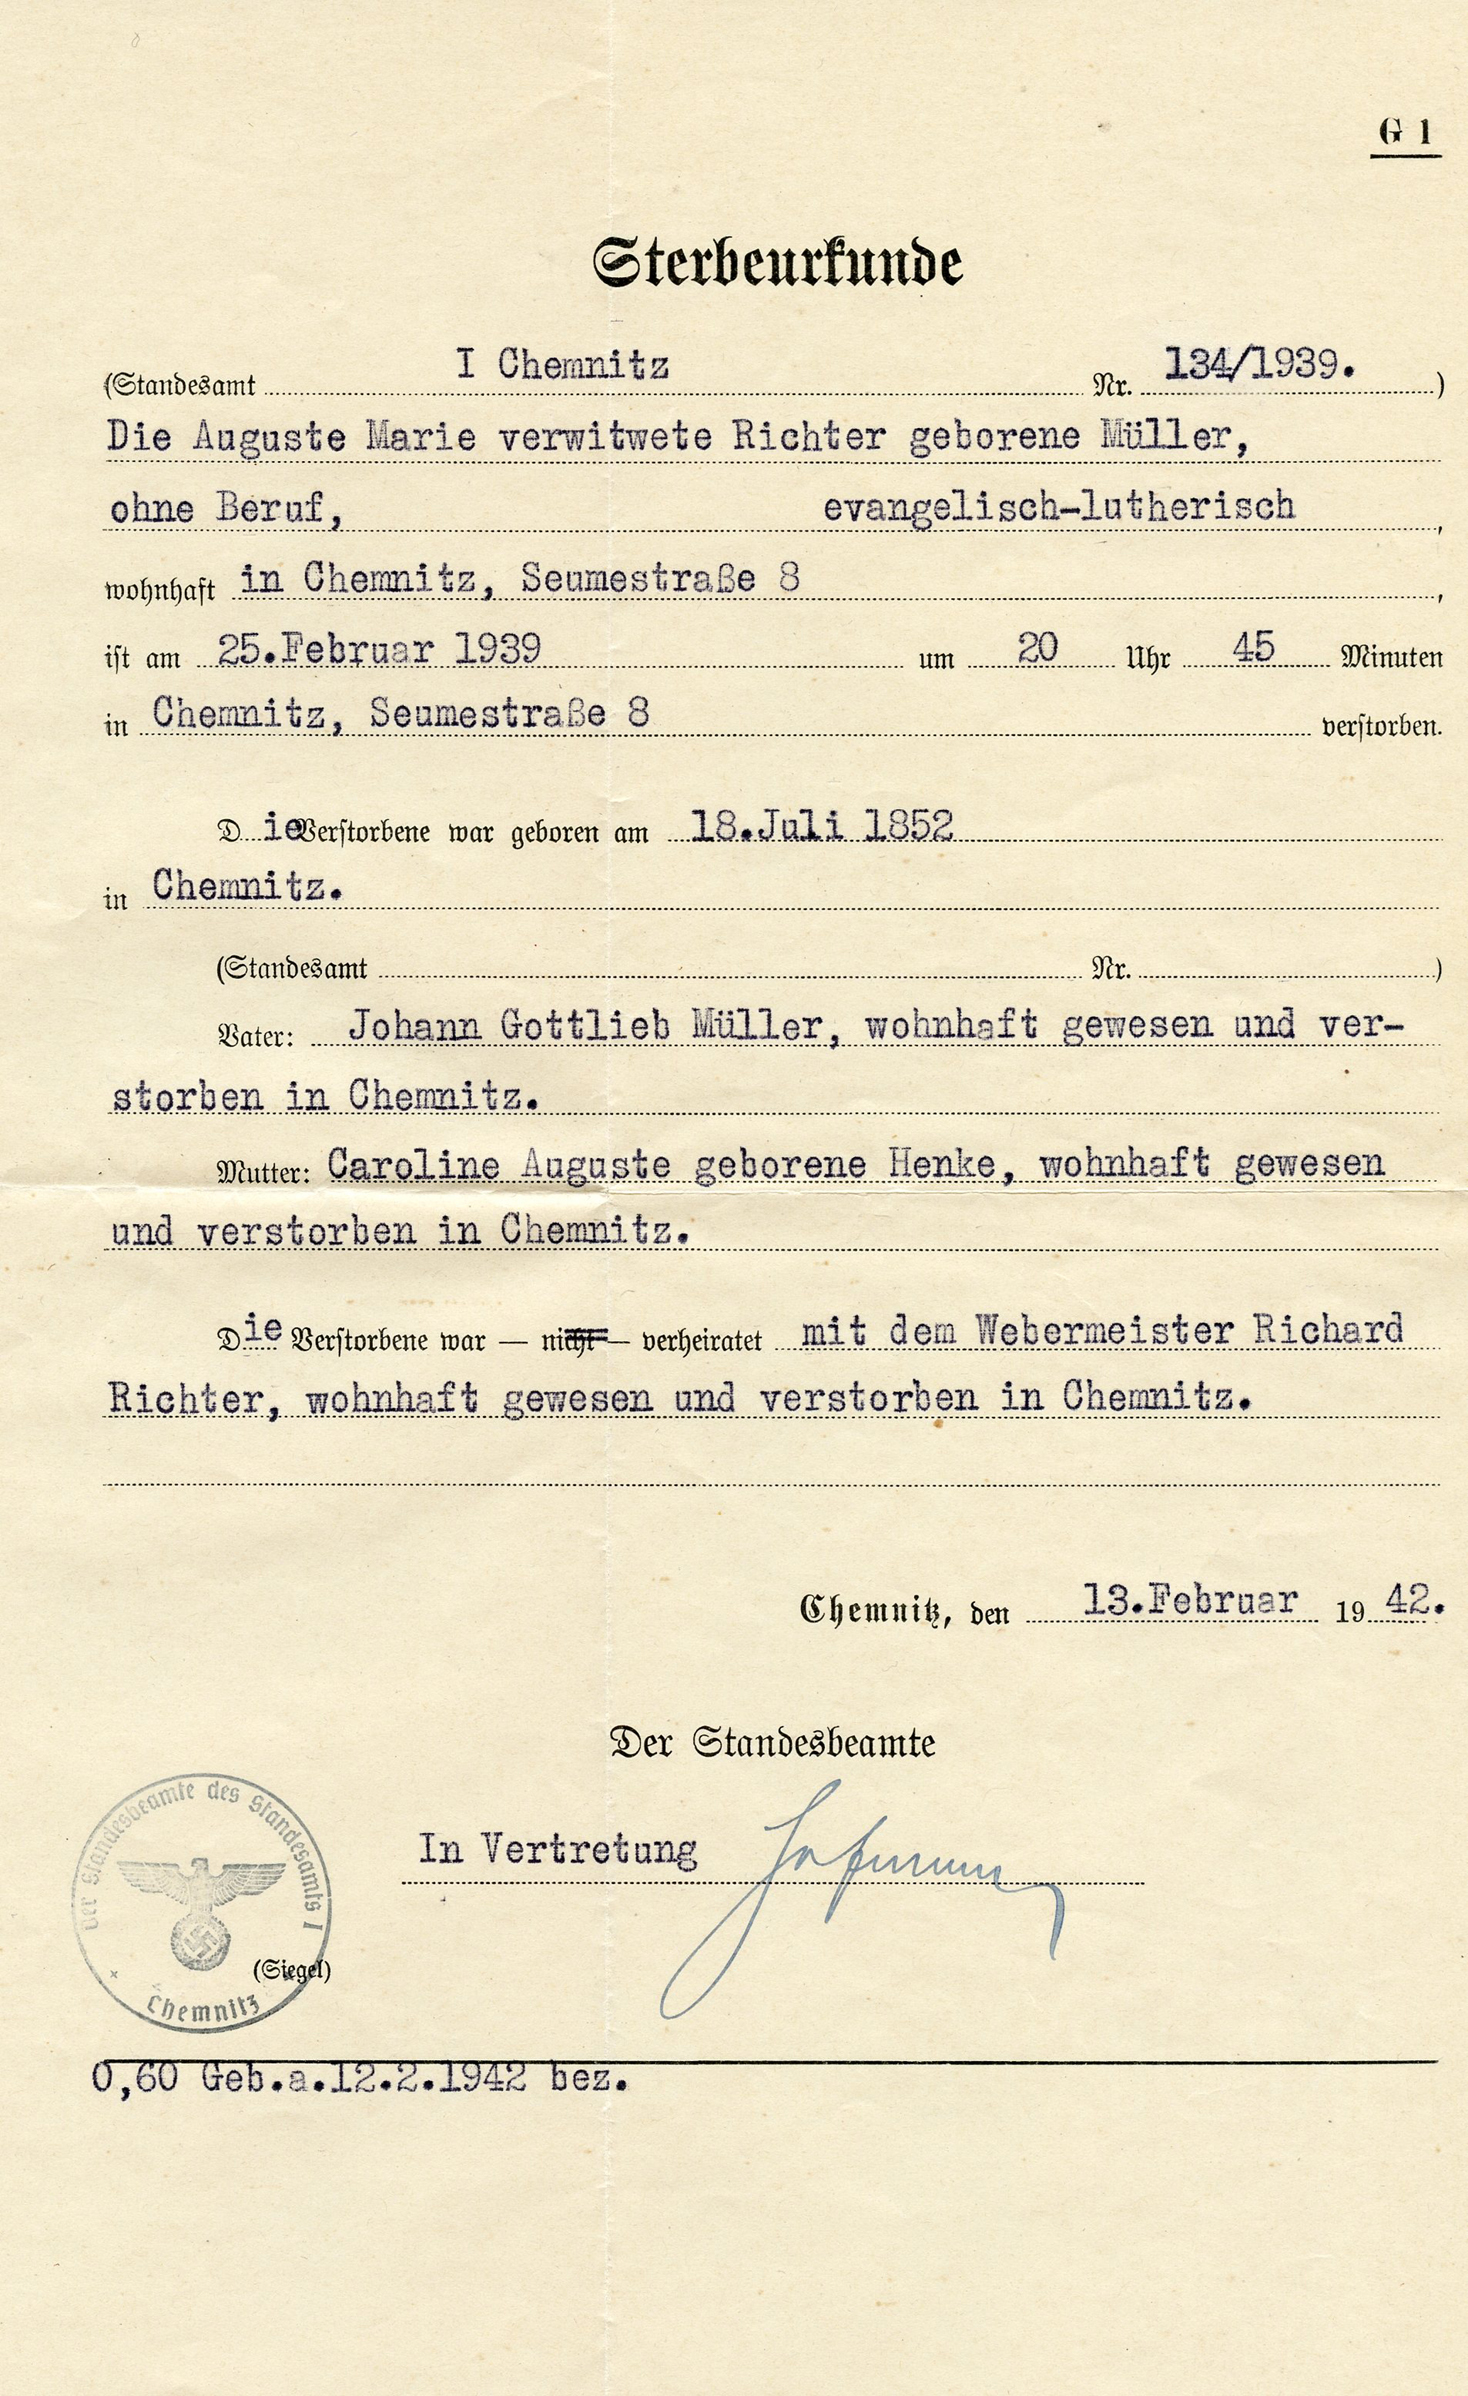 G 1
Sterbeurkunde
(Standesamt I Chemnitz Nr. 134/1939. )
Die Auguste Marie verwitwete Richter geborene Müller,
ohne Beruf, evangelisch-lutherisch ,
wohnhaft in Chemnitz, Seumestraße 8 ,
ist am 25.Februar 1939 um 20 Uhr 45 Minuten
in Chemnitz, Seumestraße 8 verstorben.
Die Verstorbene war geboren am 18.Juli 1852
in Chemnitz.
(Standesamt Nr. )
Vater: Johann Gottlieb Müller, wohnhaft gewesen und ver-
storben in Chemnitz.
Mutter: Caroline Auguste geborene Henke, wohnhaft gewesen
und verstorben in Chemnitz.
Die Verstorbene war — nicht — verheiratet mit dem Webermeister Richard
Richter, wohnhaft gewesen und verstorben in Chemnitz.
Chemnitz, den 13.Februar 1942.
Der Standesbeamte
In Vertretung Hofmann
Der Standesbeamte des Standesamts I
Chemnitz
(Siegel)
0,60 Geb.a.12.2.1942 bez.